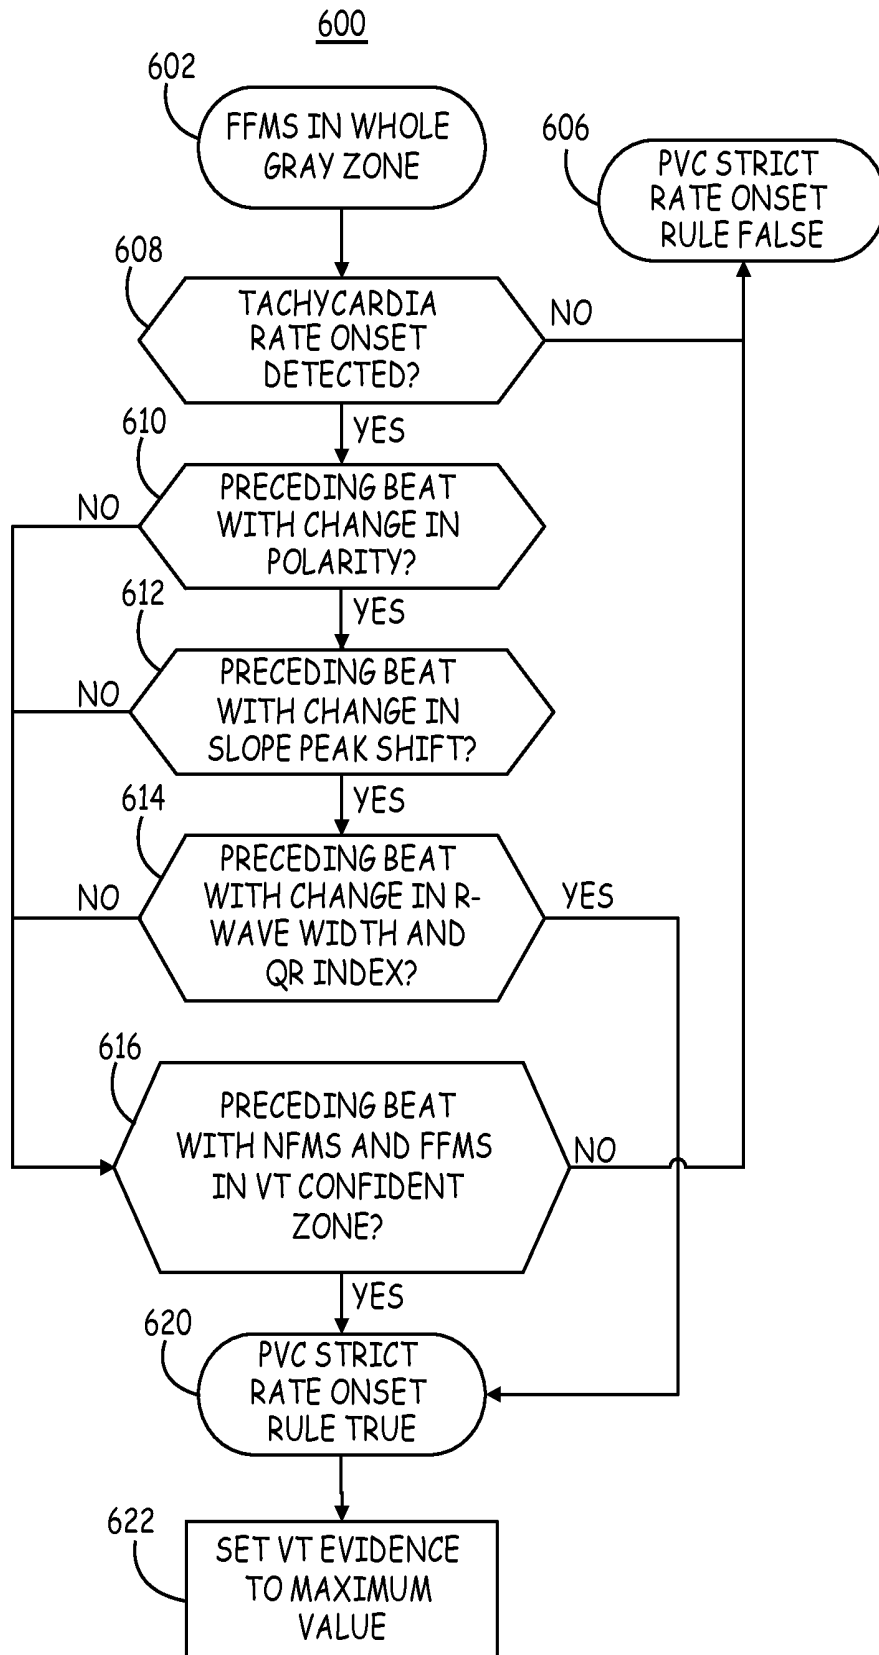 600
602
FFMS IN WHOLE
GRAY ZONE
606
PVC STRICT
RATE ONSET
RULE FALSE
608
TACHYCARDIA
RATE ONSET
DETECTED?
NO
YES
610
PRECEDING BEAT
WITH CHANGE IN
POLARITY?
NO
YES
612
PRECEDING BEAT
WITH CHANGE IN
SLOPE PEAK SHIFT?
NO
YES
614
PRECEDING BEAT
WITH CHANGE IN R-
WAVE WIDTH AND
QR INDEX?
NO
YES
616
PRECEDING BEAT
WITH NFMS AND FFMS
IN VT CONFIDENT
ZONE?
NO
YES
620
PVC STRICT
RATE ONSET
RULE TRUE
622
SET VT EVIDENCE
TO MAXIMUM
VALUE